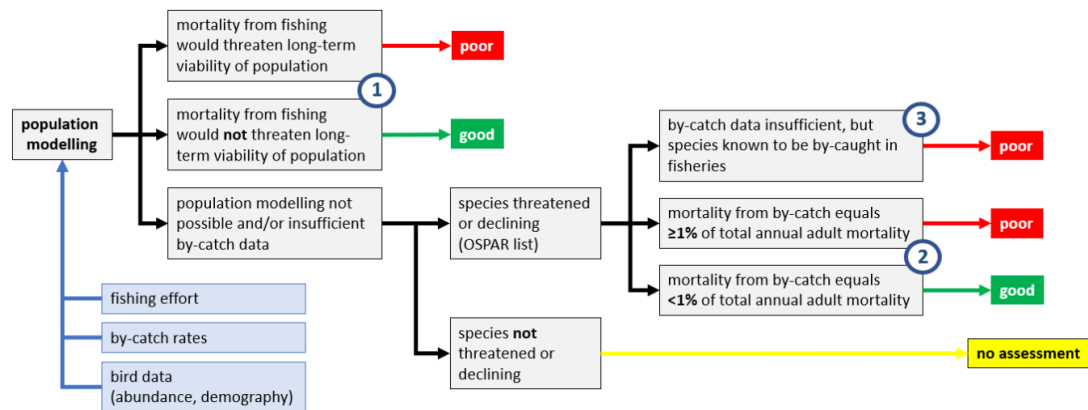 mortality from fishing
would threaten long-term
viability of population
poor
1
population
modelling
mortality from fishing
would not threaten long-
term viability of population
good
3
by-catch data insufficient, but
species known to be by-caught in
fisheries
poor
population modelling not
possible and/or insufficient
by-catch data
species threatened
or declining
(OSPAR list)
mortality from by-catch equals
≥1% of total annual adult mortality
poor
2
mortality from by-catch equals
<1% of total annual adult mortality
good
fishing effort
by-catch rates
bird data
(abundance, demography)
species not
threatened or
declining
no assessment